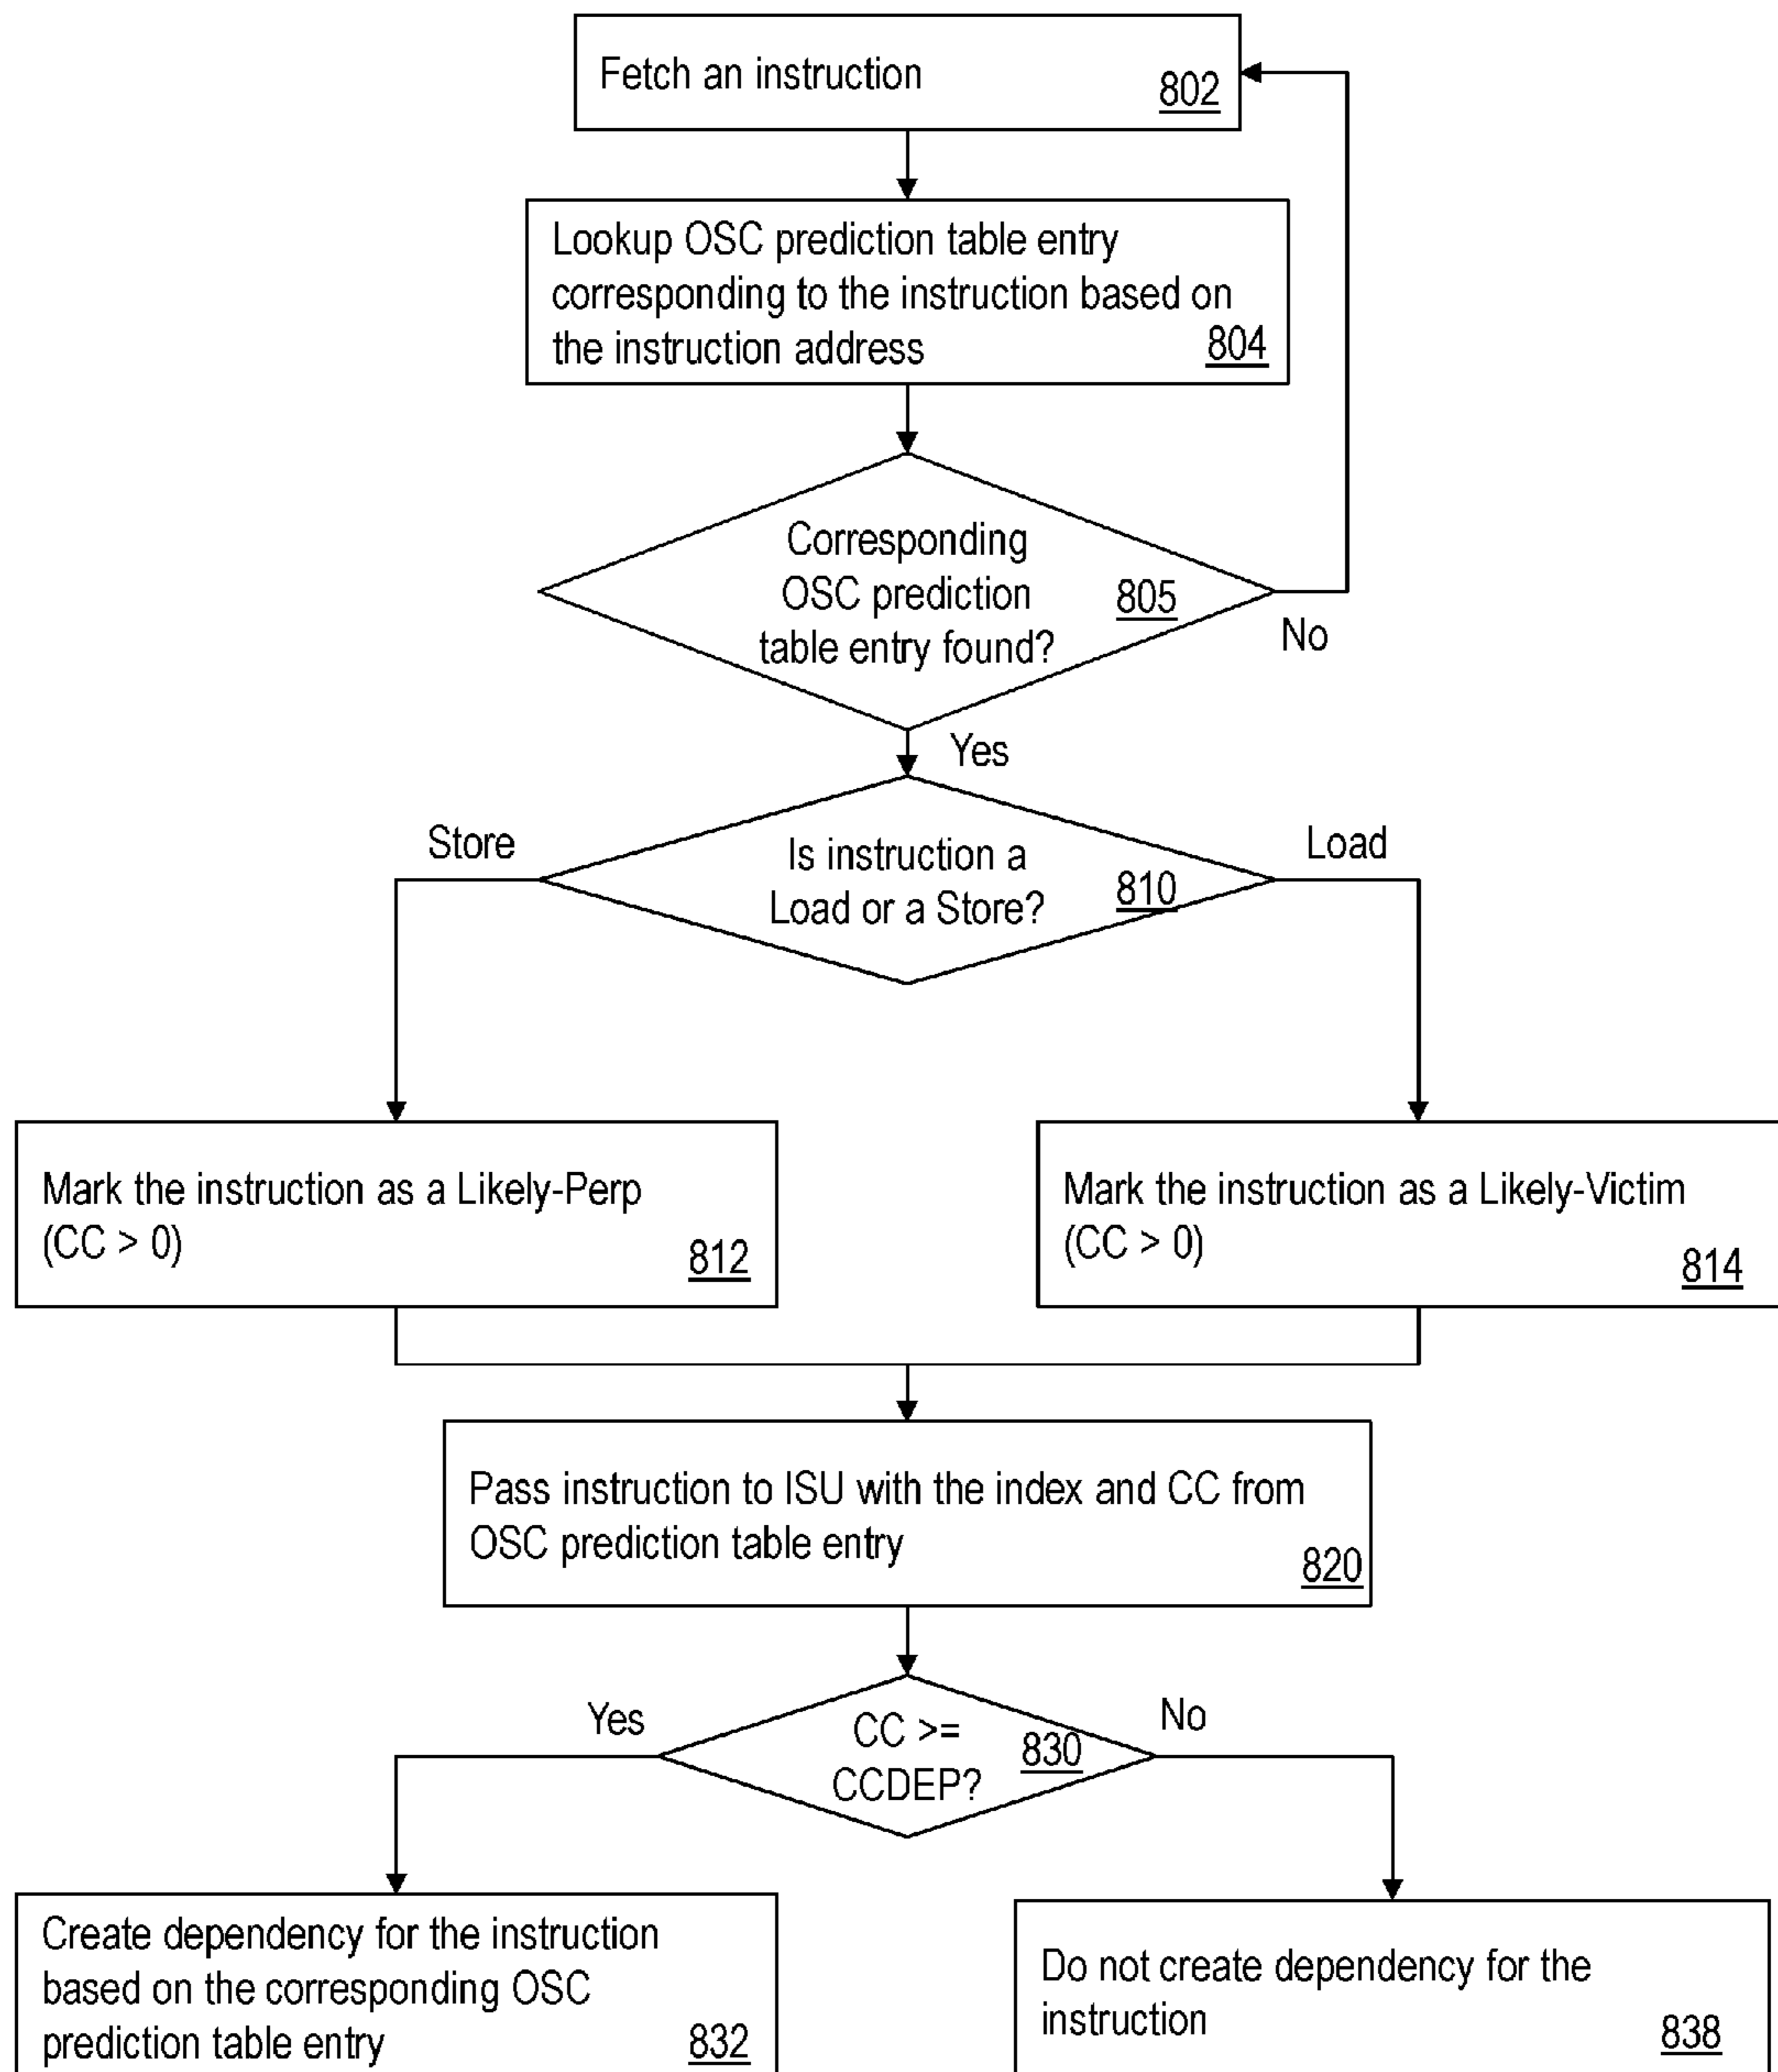 Fetch an instruction
802
Lookup OSC prediction table entry
corresponding to the instruction based on
the instruction address
804
Corresponding
OSC prediction
table entry found?
805
No
Yes
Store
Is instruction a
Load or a Store?
810
Load
Mark the instruction as a Likely-Perp
(CC > 0)
812
Mark the instruction as a Likely-Victim
(CC > 0)
814
Pass instruction to ISU with the index and CC from
OSC prediction table entry
820
Yes
CC >=
CCDEP?
830
No
Create dependency for the instruction
based on the corresponding OSC
prediction table entry
832
Do not create dependency for the
instruction
838